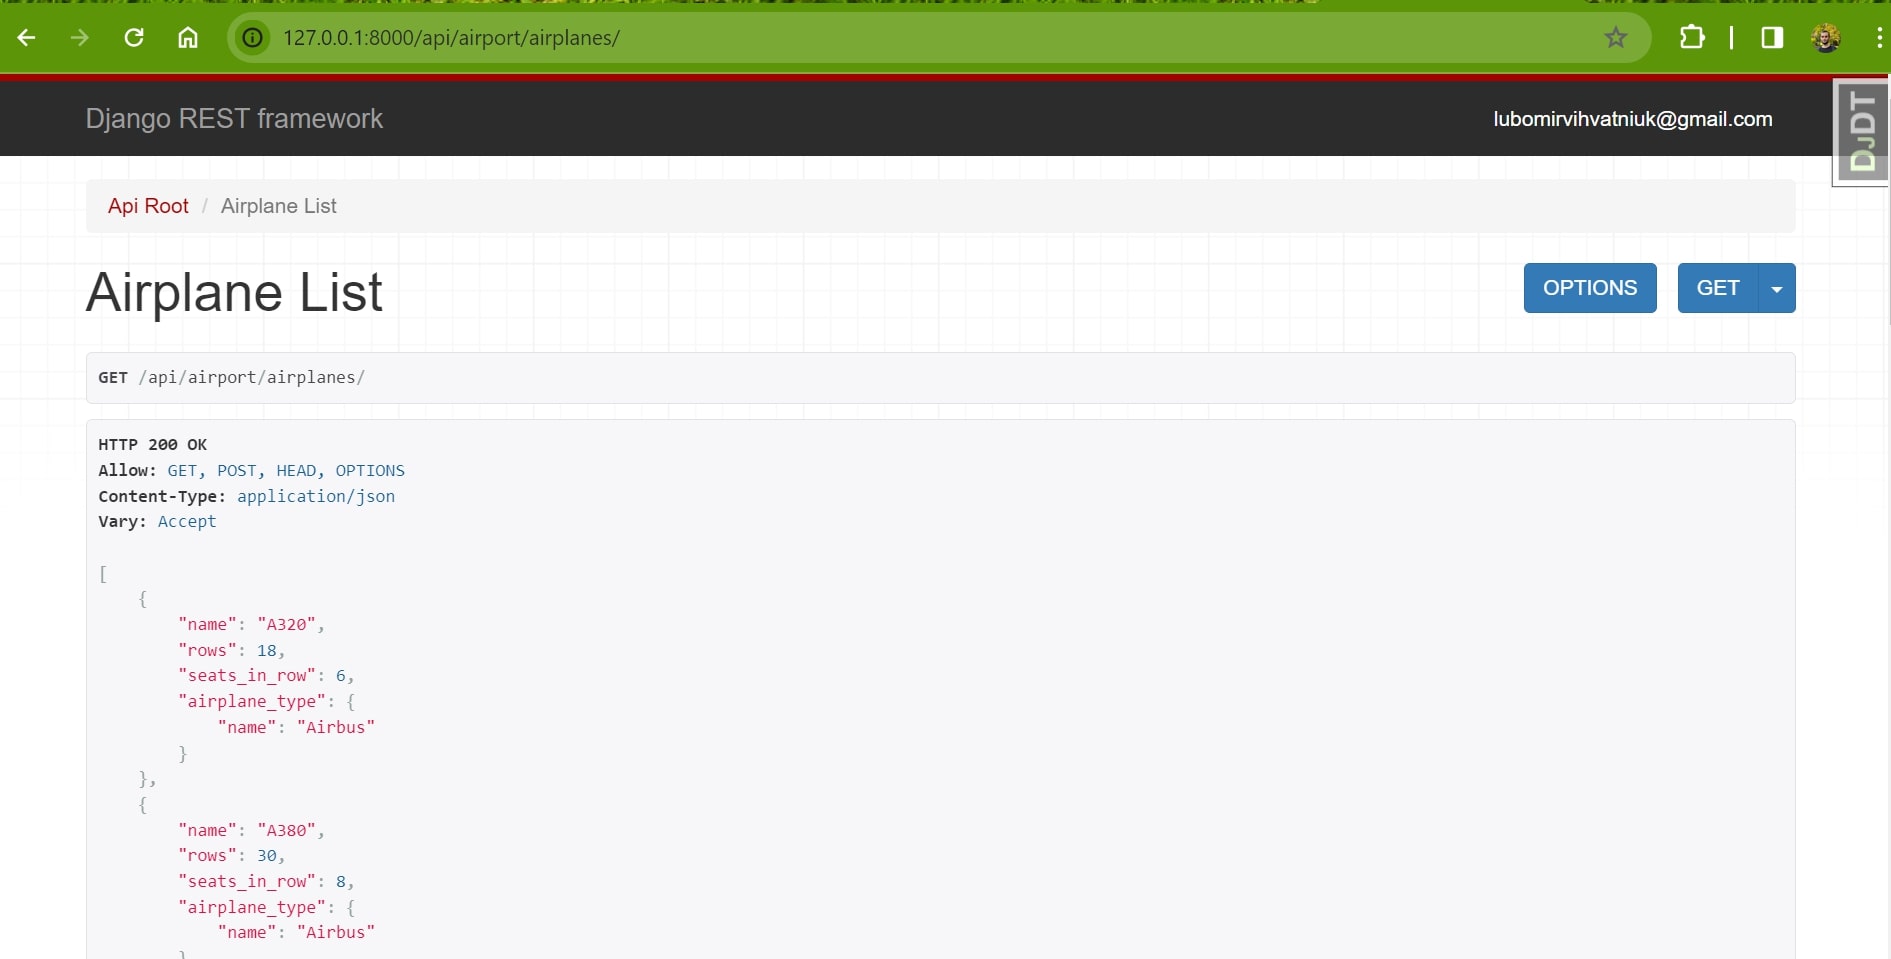 127.0.0.1:8000/api/airport/airplanes/
Django REST framework
lubomirvihvatniuk@gmail.com
DJDT
Api Root / Airplane List
Airplane List
OPTIONS
GET
GET /api/airport/airplanes/
HTTP 200 OK
Allow: GET, POST, HEAD, OPTIONS
Content-Type: application/json
Vary: Accept
[
    {
        "name": "A320",
        "rows": 18,
        "seats_in_row": 6,
        "airplane_type": {
            "name": "Airbus"
        }
    },
    {
        "name": "A380",
        "rows": 30,
        "seats_in_row": 8,
        "airplane_type": {
            "name": "Airbus"
        }